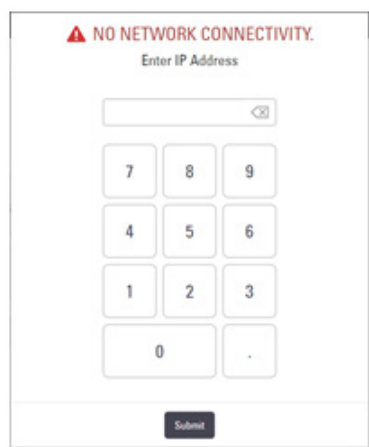 NO NETWORK CONNECTIVITY.
Enter IP Address
7 8 9
4 5 6
1 2 3
0 .
Submit